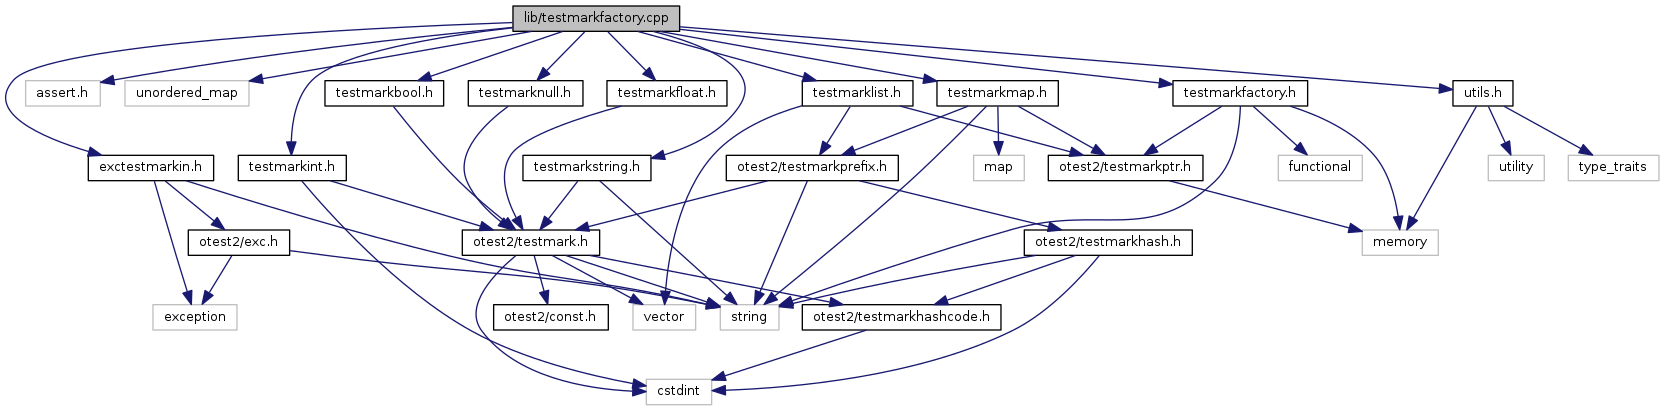 lib/testmarkfactory.cpp
assert.h
unordered_map
testmarkbool.h
testmarknull.h
testmarkfloat.h
testmarklist.h
testmarkmap.h
testmarkfactory.h
utils.h
exctestmarkin.h
testmarkint.h
testmarkstring.h
otest2/testmarkprefix.h
map
otest2/testmarkptr.h
functional
utility
type_traits
otest2/exc.h
otest2/testmark.h
otest2/testmarkhash.h
memory
exception
otest2/const.h
vector
string
otest2/testmarkhashcode.h
cstdint